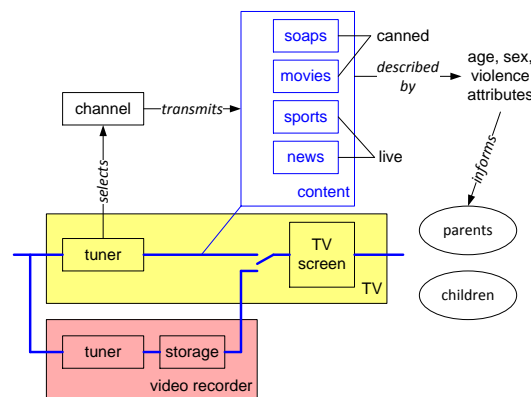 soaps
canned
movies
described
by
age, sex,
violence
attributes
channel
transmits
sports
news
live
content
selects
informs
parents
tuner
TV
screen
TV
children
tuner
storage
video recorder